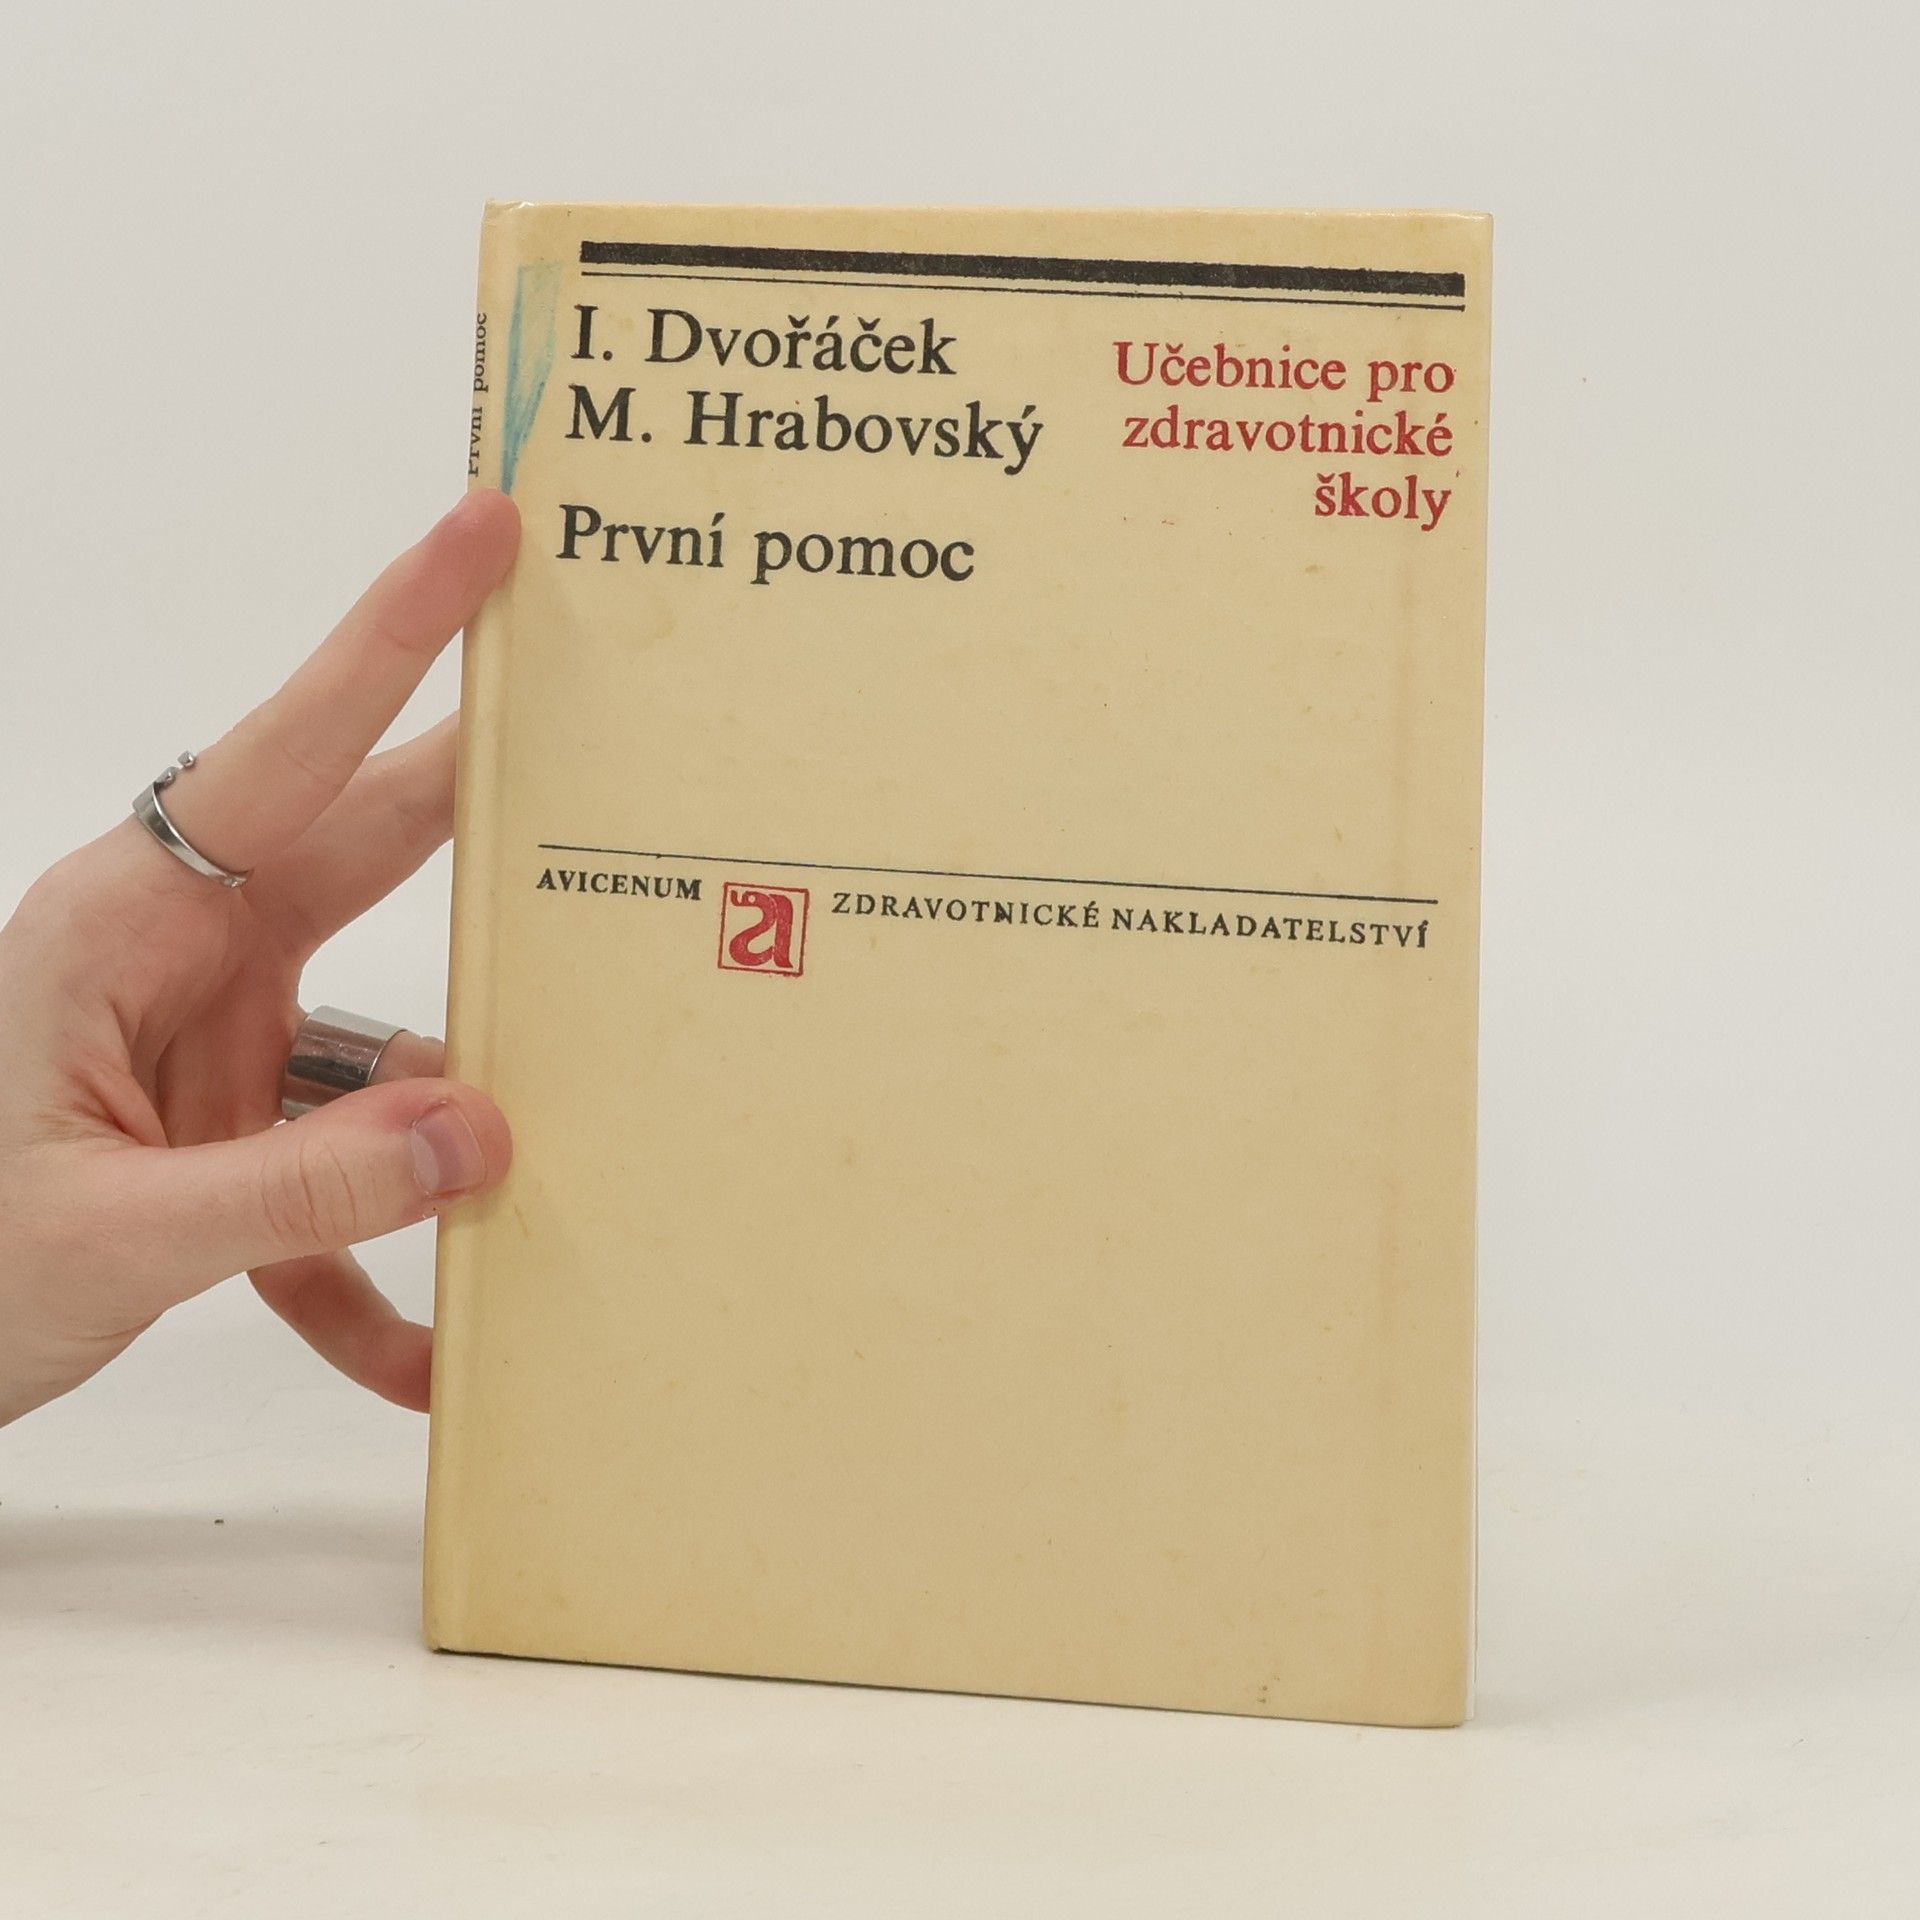 I. Dvořáček
M. Hrabovský
První pomoc
Učebnice pro
zdravotnické
školy
AVICENUM a ZDRAVOTNICKÉ NAKLADATELSTVÍ
První pomoc